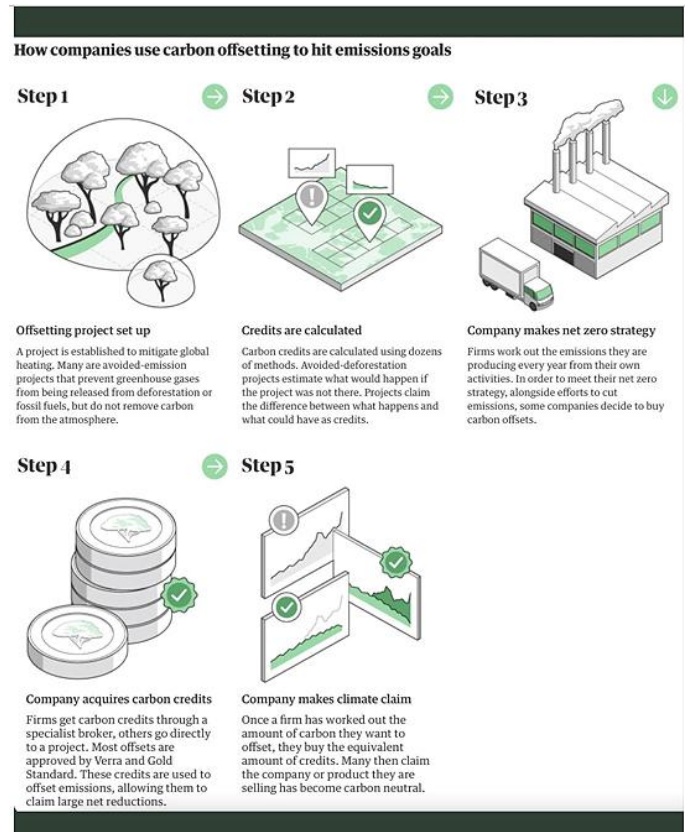 How companies use carbon offsetting to hit emissions goals
Step 1
Offsetting project set up
A project is established to mitigate global
heating. Many are avoided-emission
projects that prevent greenhouse gases
from being released from deforestation or
fossil fuels, but do not remove carbon
from the atmosphere.
Step 2
Credits are calculated
Carbon credits are calculated using dozens
of methods. Avoided-deforestation
projects estimate what would happen if
the project was not there. Projects claim
the difference between what happens and
what could have as credits.
Step 3
Company makes net zero strategy
Firms work out the emissions they are
producing every year from their own
activities. In order to meet their net zero
strategy, alongside efforts to cut
emissions, some companies decide to buy
carbon offsets.
Step 4
Company acquires carbon credits
Firms get carbon credits through a
specialist broker, others go directly
to a project. Most offsets are
approved by Verra and Gold
Standard. These credits are used to
offset emissions, allowing them to
claim large net reductions.
Step 5
Company makes climate claim
Once a firm has worked out the
amount of carbon they want to
offset, they buy the equivalent
amount of credits. Many then claim
the company or product they are
selling has become carbon neutral.